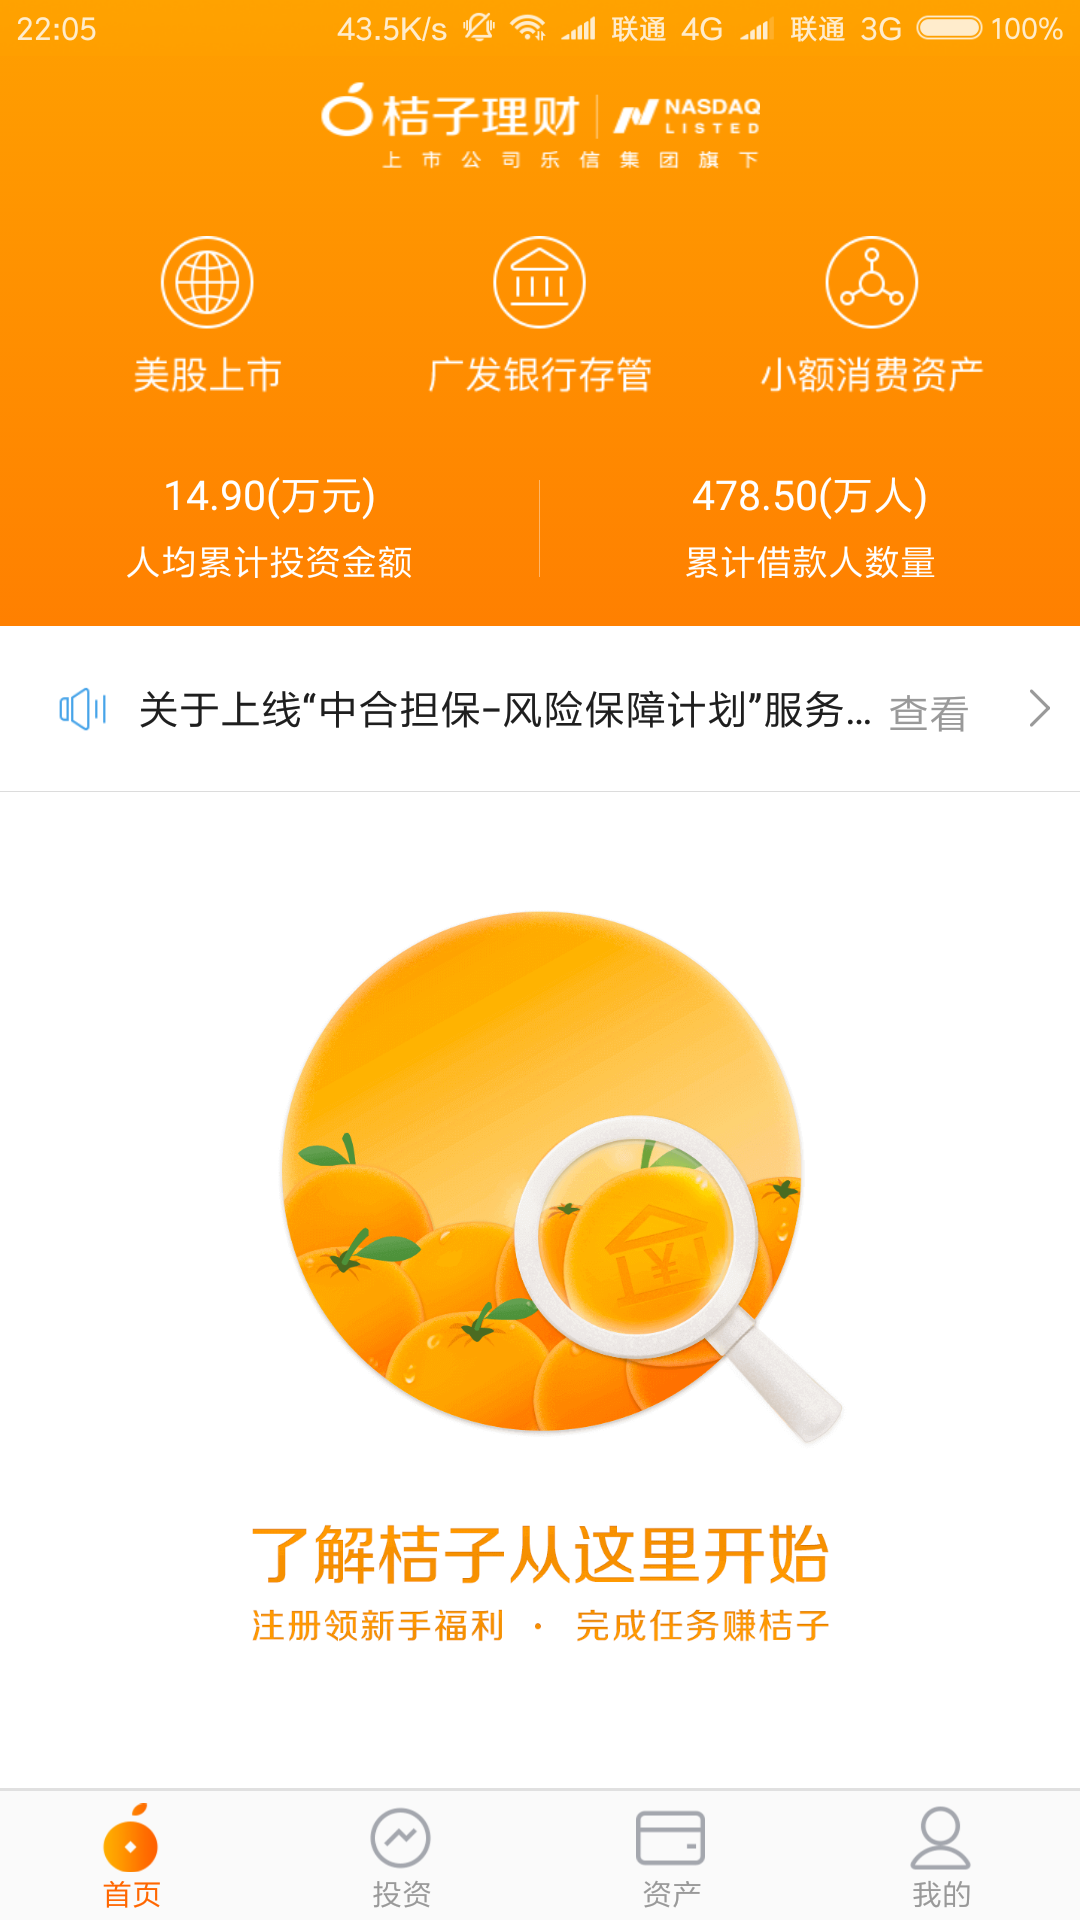 22:05 43.5K/s 联通 4G 联通 3G 100%
桔子理财 NASDAQ LISTED
上市公司乐信集团旗下
美股上市 广发银行存管 小额消费资产
14.90(万元) 478.50(万人)
人均累计投资金额 累计借款人数量
关于上线“中合担保-风险保障计划”服务... 查看
¥
了解桔子从这里开始
注册领新手福利 · 完成任务赚桔子
首页 投资 资产 我的